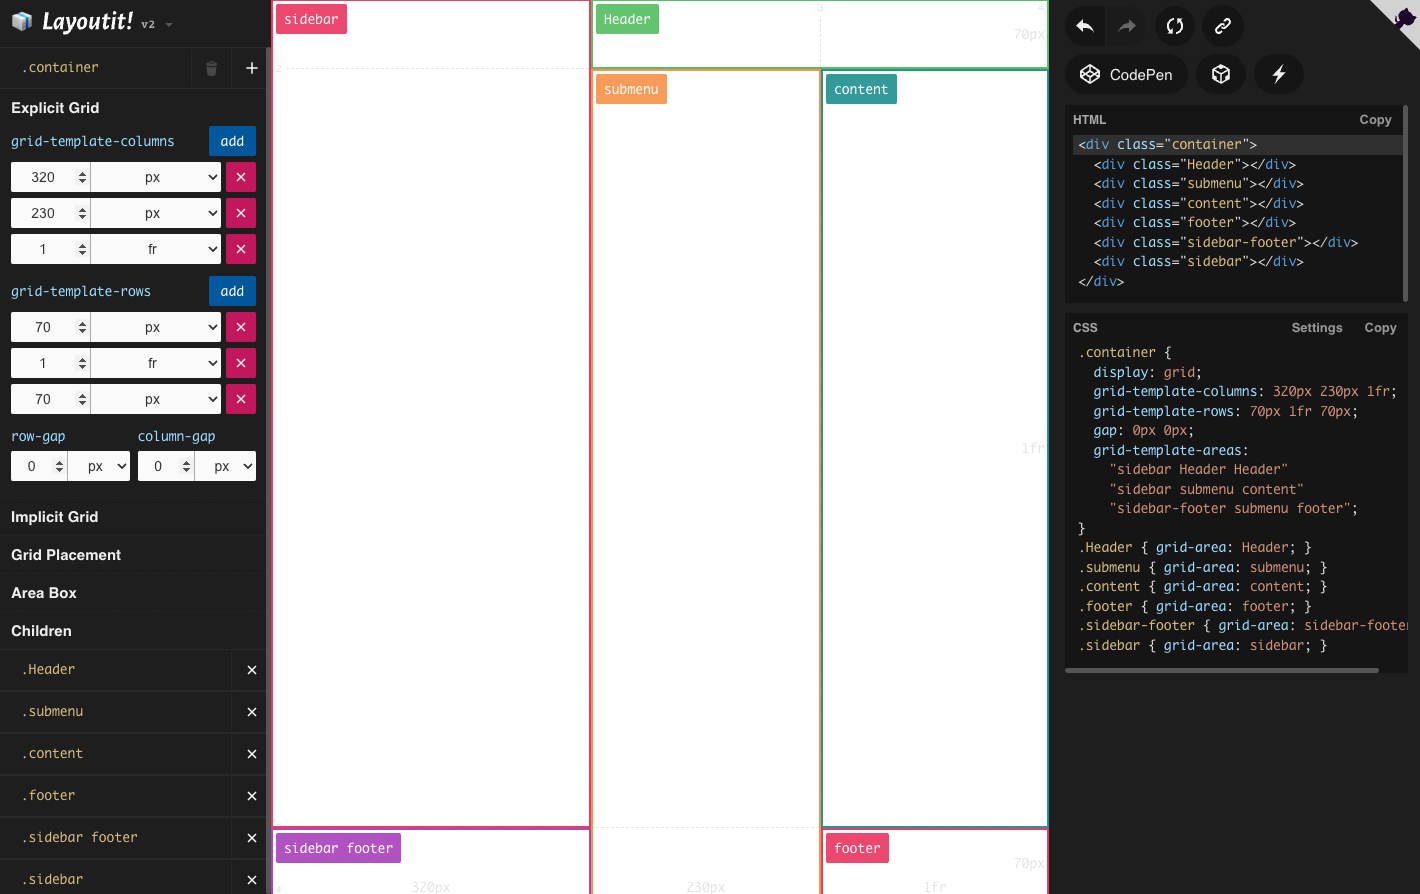 Layoutit! v2
.container
Explicit Grid
grid-template-columns add
320 px
230 px
1 fr
grid-template-rows add
70 px
1 fr
70 px
row-gap column-gap
0 px 0 px
Implicit Grid
Grid Placement
Area Box
Children
.Header
.submenu
.content
.footer
.sidebar footer
.sidebar
sidebar
Header
3
4
70px
2
submenu
content
1fr
sidebar footer
footer
70px
4
320px
230px
1fr
CodePen
HTML Copy
<div class="container">
<div class="Header"></div>
<div class="submenu"></div>
<div class="content"></div>
<div class="footer"></div>
<div class="sidebar-footer"></div>
<div class="sidebar"></div>
</div>
CSS Settings Copy
.container {
display: grid;
grid-template-columns: 320px 230px 1fr;
grid-template-rows: 70px 1fr 70px;
gap: 0px 0px;
grid-template-areas:
"sidebar Header Header"
"sidebar submenu content"
"sidebar-footer submenu footer";
}
.Header { grid-area: Header; }
.submenu { grid-area: submenu; }
.content { grid-area: content; }
.footer { grid-area: footer; }
.sidebar-footer { grid-area: sidebar-footer
.sidebar { grid-area: sidebar; }